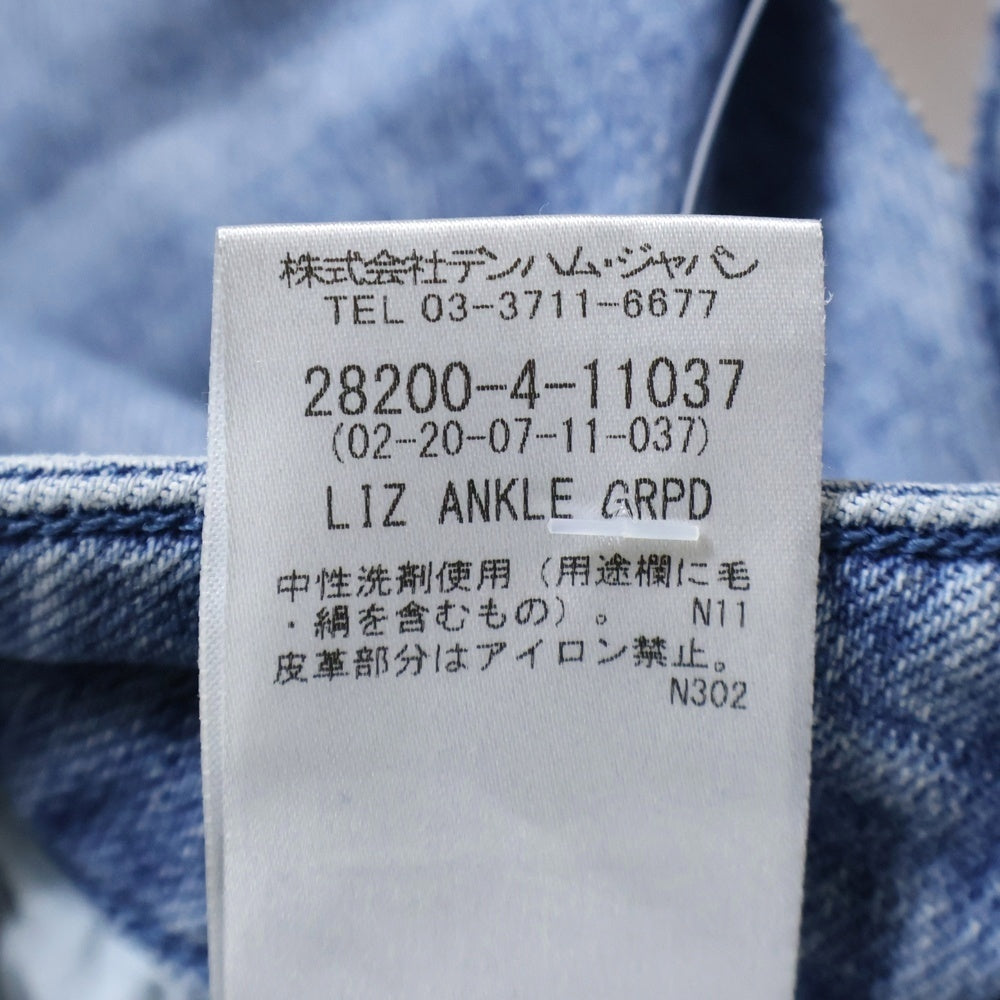 株式会社デンハム・ジャパン
TEL 03-3711-6677
28200-4-11037
(02-20-07-11-037)
LIZ ANKLE GRPD
中性洗剤使用（用途欄に毛
・絹を含むもの）。 N11
皮革部分はアイロン禁止。
N302